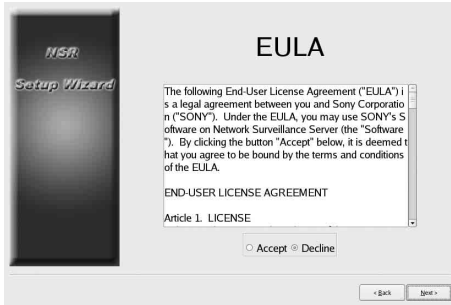 NSR
Setup Wizard
EULA
The following End-User License Agreement ("EULA") i
s a legal agreement between you and Sony Corporatio
n ("SONY").  Under the EULA, you may use SONY's S
oftware on Network Surveillance Server (the "Software
").  By clicking the button "Accept" below, it is deemed t
hat you agree to be bound by the terms and conditions
of the EULA.
END-USER LICENSE AGREEMENT
Article 1.  LICENSE
Accept Decline
< Back Next >